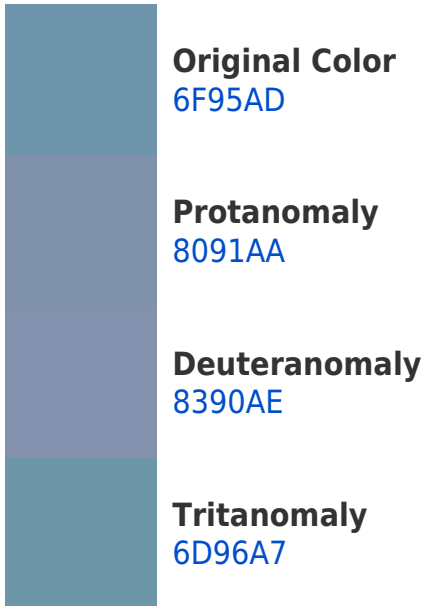 Original Color
6F95AD
Protanomaly
8091AA
Deuteranomaly
8390AE
Tritanomaly
6D96A7